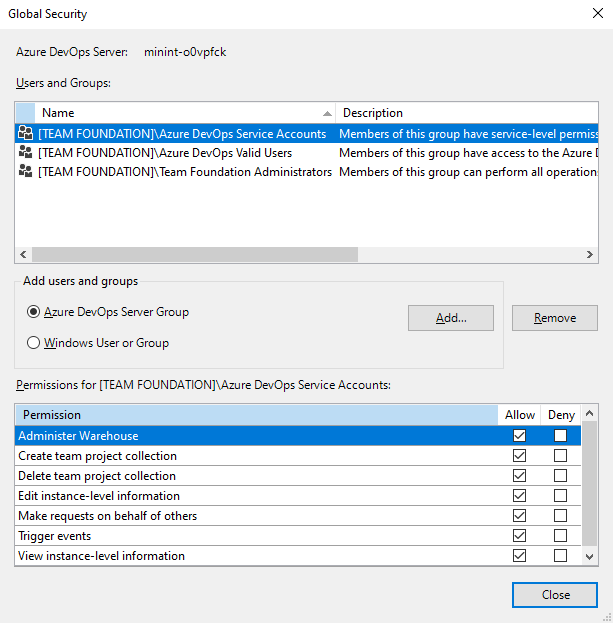 Global Security
Azure DevOps Server: minint-o0vpfck
Users and Groups:
Name Description
[TEAM FOUNDATION]\Azure DevOps Service Accounts Members of this group have service-level permiss
[TEAM FOUNDATION]\Azure DevOps Valid Users Members of this group have access to the Azure D
[TEAM FOUNDATION]\Team Foundation Administrators Members of this group can perform all operation
Add users and groups
Azure DevOps Server Group
Add... Remove
Windows User or Group
Permissions for [TEAM FOUNDATION]\Azure DevOps Service Accounts:
Permission Allow Deny
Administer Warehouse
Create team project collection
Delete team project collection
Edit instance-level information
Make requests on behalf of others
Trigger events
View instance-level information
Close